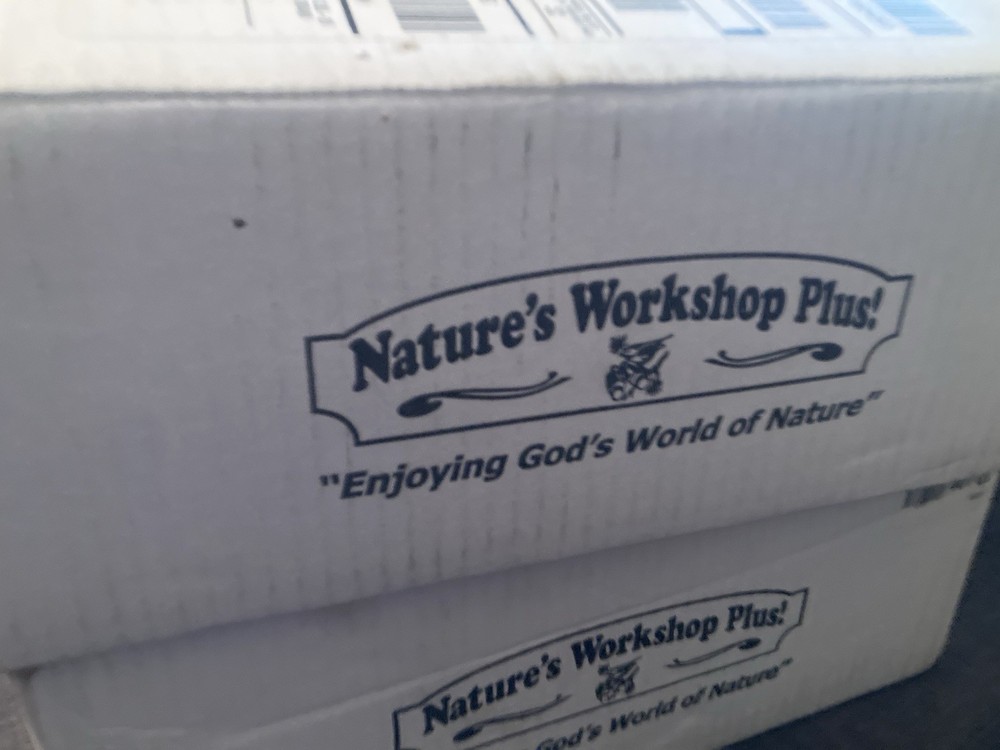 Nature's Workshop Plus!
"Enjoying God's World of Nature"
Nature's Workshop Plus!
God's World of Nature"